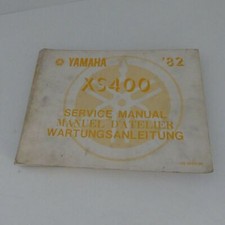 YAMAHA '82
XS400
SERVICE MANUAL
MANUEL D'ATELIER
WARTUNGSANLEITUNG